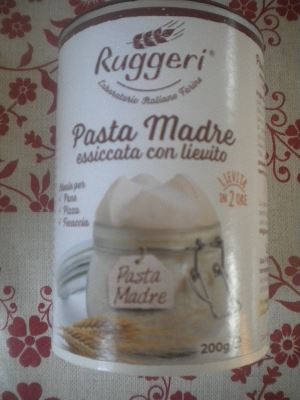 Ruggeri®
Laboratorio Italiano Farine
Pasta Madre
essiccata con lievito
Ideale per
Pane
Pizza
Focaccia
LIEVITA
IN 2 ORE
Pasta
Madre
200g e